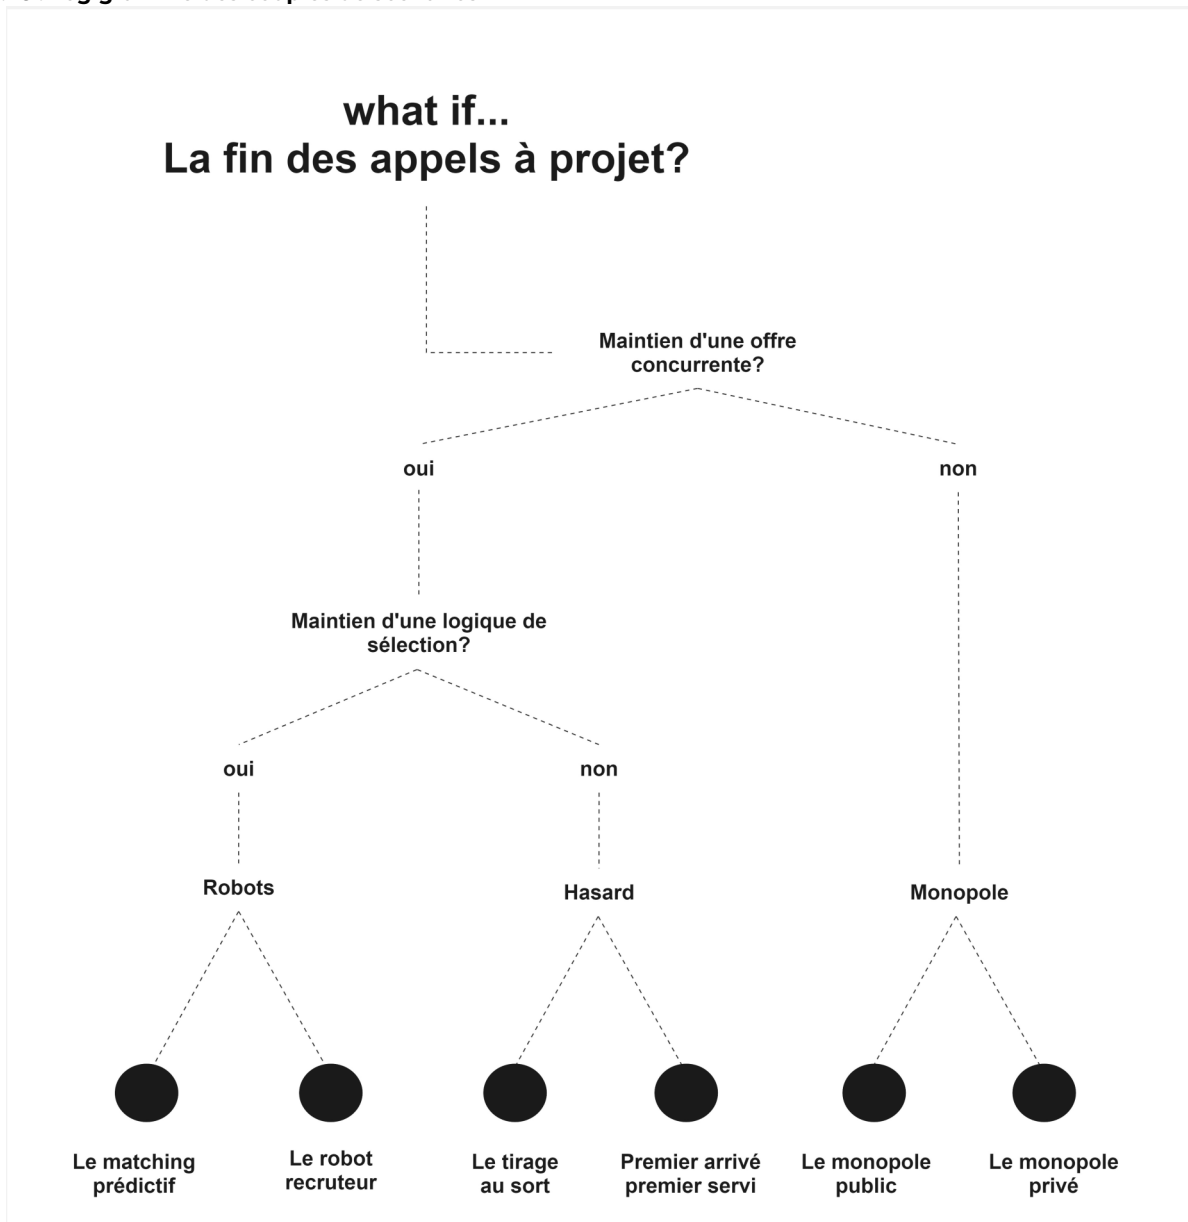 what if...
La fin des appels à projet?
Maintien d'une offre
concurrente?
oui
non
Maintien d'une logique de
sélection?
oui
non
Robots
Hasard
Monopole
Le matching
prédictif
Le robot
recruteur
Le tirage
au sort
Premier arrivé
premier servi
Le monopole
public
Le monopole
privé